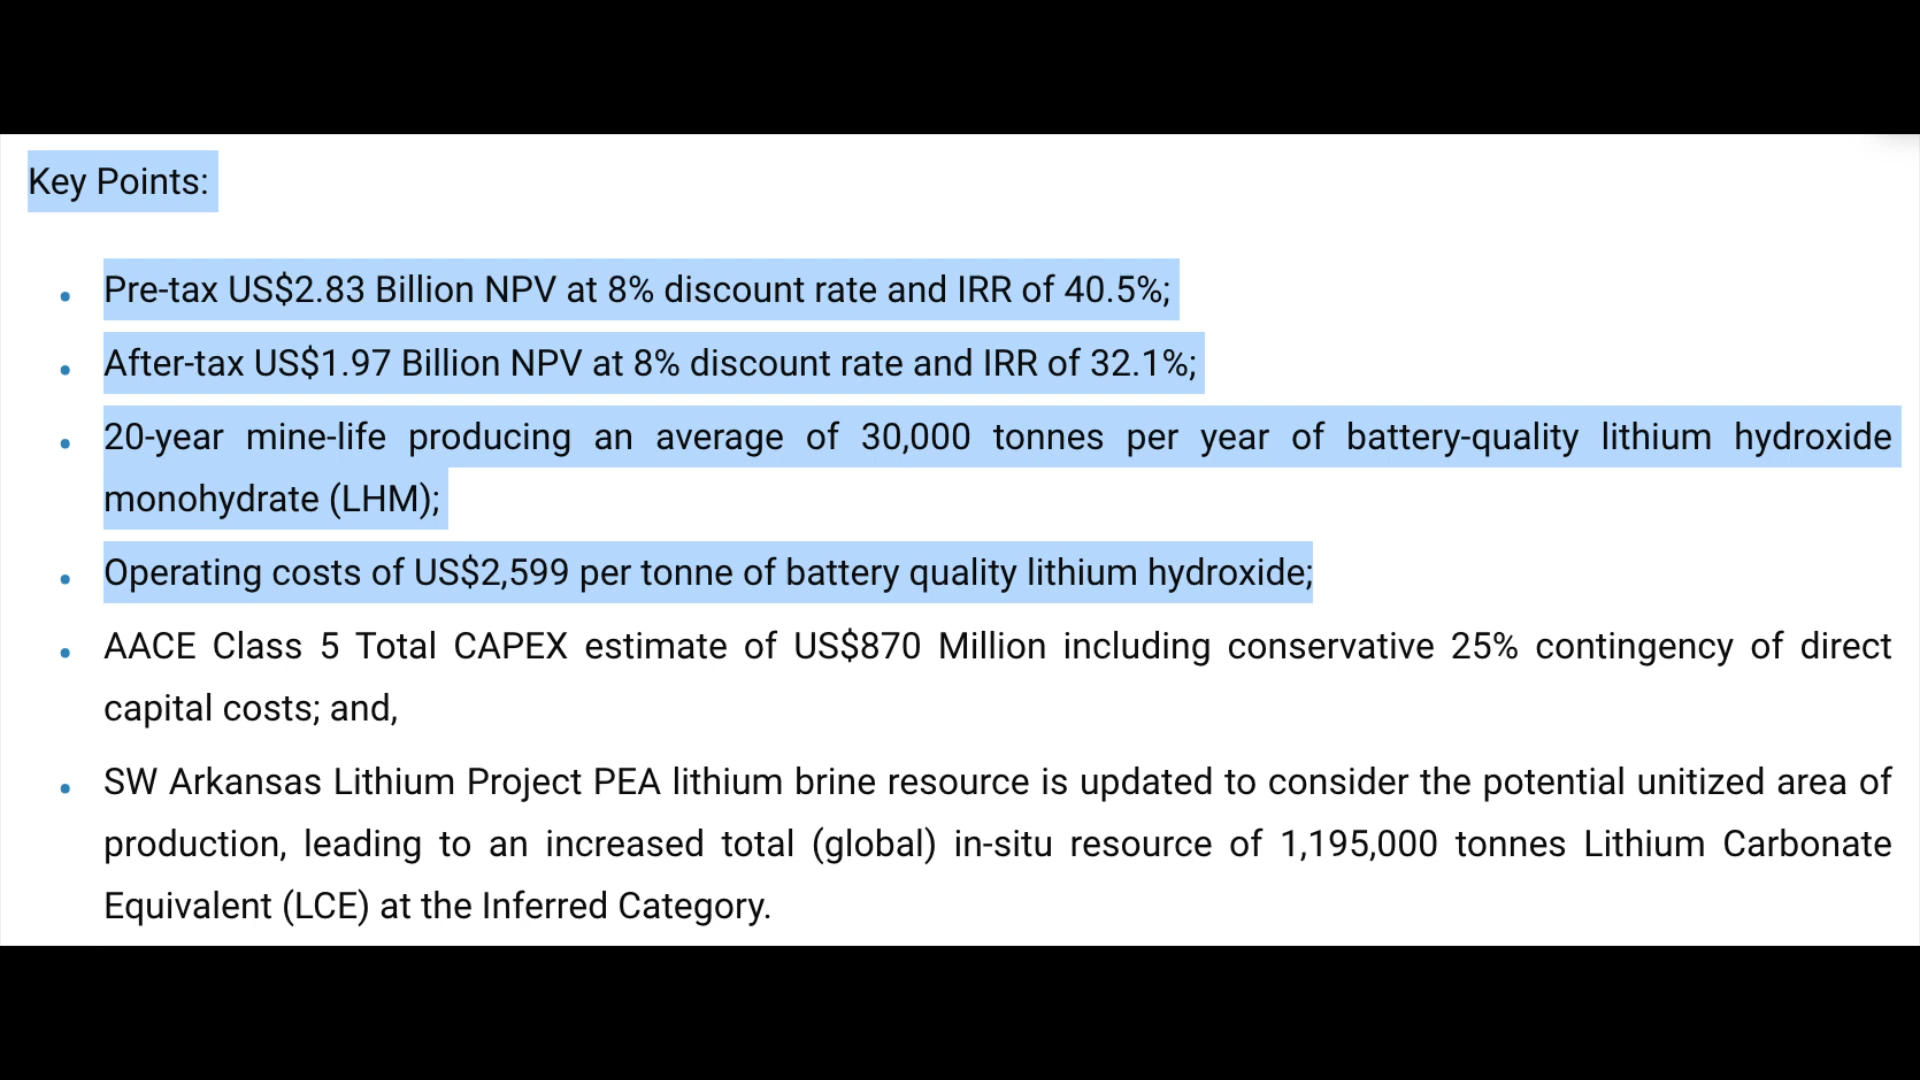 Key Points:
Pre-tax US$2.83 Billion NPV at 8% discount rate and IRR of 40.5%;
After-tax US$1.97 Billion NPV at 8% discount rate and IRR of 32.1%;
20-year mine-life producing an average of 30,000 tonnes per year of battery-quality lithium hydroxide
monohydrate (LHM);
Operating costs of US$2,599 per tonne of battery quality lithium hydroxide;
AACE Class 5 Total CAPEX estimate of US$870 Million including conservative 25% contingency of direct
capital costs; and,
SW Arkansas Lithium Project PEA lithium brine resource is updated to consider the potential unitized area of
production, leading to an increased total (global) in-situ resource of 1,195,000 tonnes Lithium Carbonate
Equivalent (LCE) at the Inferred Category.